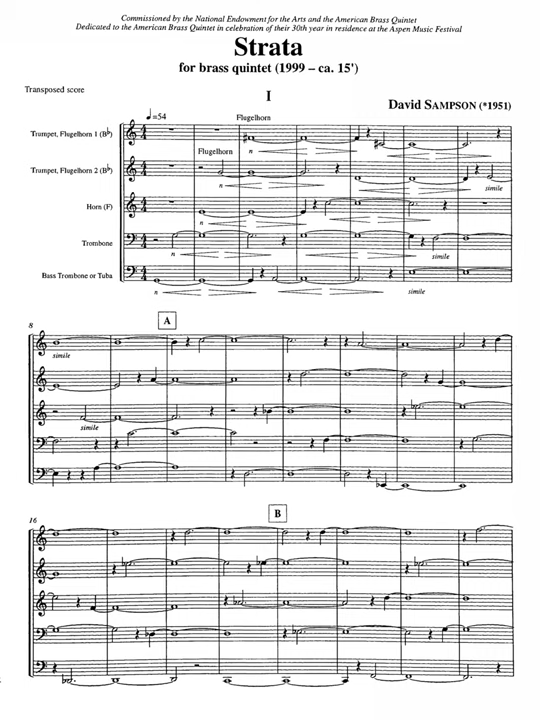 Commissioned by the National Endowment for the Arts and the American Brass Quintet
Dedicated to the American Brass Quintet in celebration of their 30th year in residence at the Aspen Music Festival
Strata
for brass quintet (1999 – ca. 15')
Transposed score
I
David SAMPSON (*1951)
♩=54
Flugelhorn
Trumpet, Flugelhorn 1 (B♭)
n
Flugelhorn
Trumpet, Flugelhorn 2 (B♭)
n
simile
Horn (F)
n
Trombone
n
simile
Bass Trombone or Tuba
n
simile
8
A
simile
simile
16
B